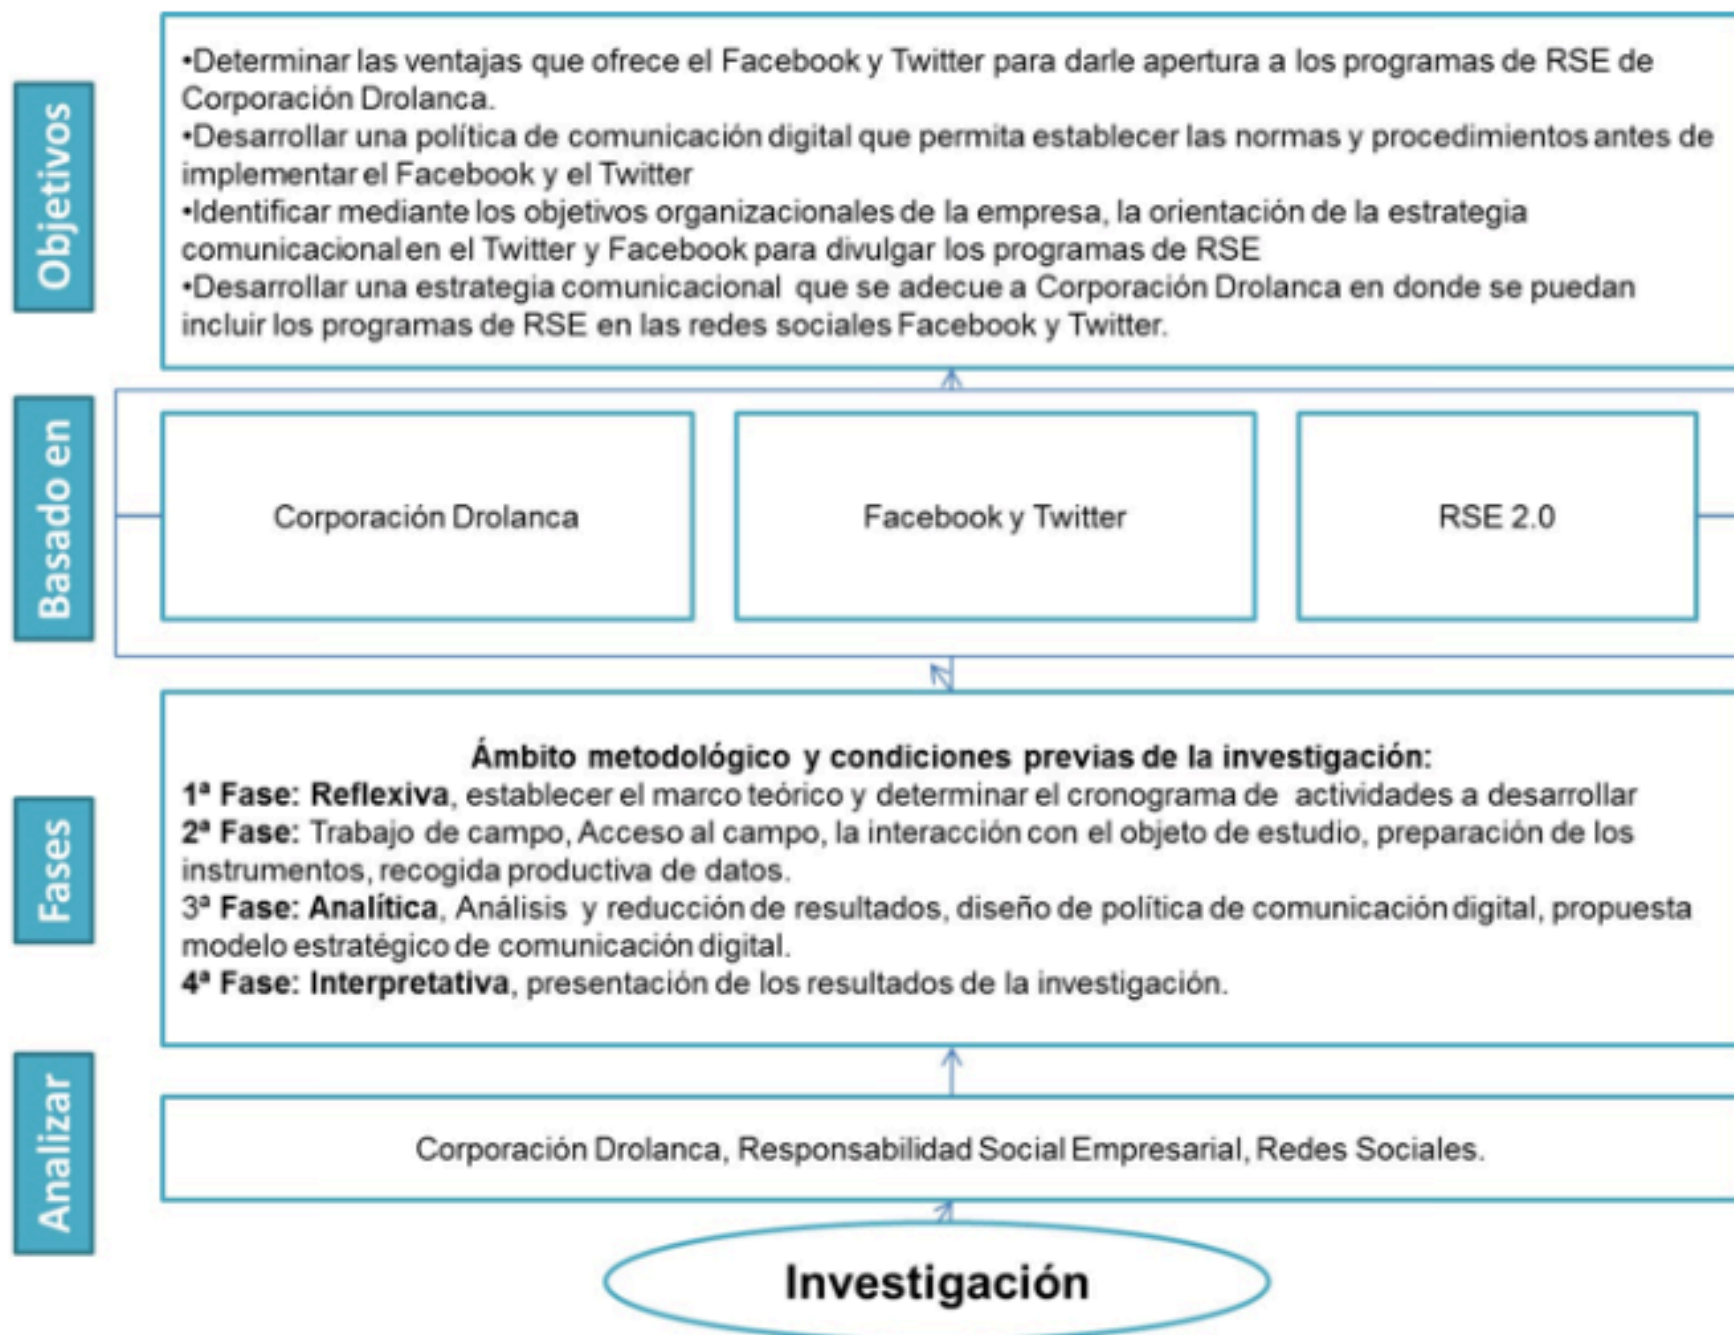 Objetivos
•Determinar las ventajas que ofrece el Facebook y Twitter para darle apertura a los programas de RSE de
Corporación Drolanca.
•Desarrollar una política de comunicación digital que permita establecer las normas y procedimientos antes de
implementar el Facebook y el Twitter
•Identificar mediante los objetivos organizacionales de la empresa, la orientación de la estrategia
comunicacional en el Twitter y Facebook para divulgar los programas de RSE
•Desarrollar una estrategia comunicacional que se adecue a Corporación Drolanca en donde se puedan
incluir los programas de RSE en las redes sociales Facebook y Twitter.
Basado en
Corporación Drolanca
Facebook y Twitter
RSE 2.0
Fases
Ámbito metodológico y condiciones previas de la investigación:
1ª Fase: Reflexiva, establecer el marco teórico y determinar el cronograma de actividades a desarrollar
2ª Fase: Trabajo de campo, Acceso al campo, la interacción con el objeto de estudio, preparación de los
instrumentos, recogida productiva de datos.
3ª Fase: Analítica, Análisis y reducción de resultados, diseño de política de comunicación digital, propuesta
modelo estratégico de comunicación digital.
4ª Fase: Interpretativa, presentación de los resultados de la investigación.
Analizar
Corporación Drolanca, Responsabilidad Social Empresarial, Redes Sociales.
Investigación